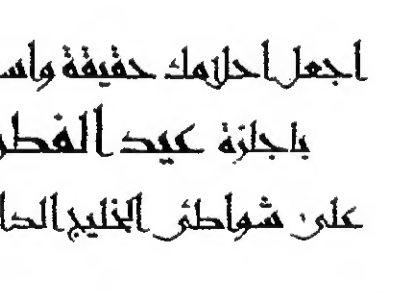 اجعل احلامك حقيقة
باجازة عيد الفطر
على شواطئ الخليج